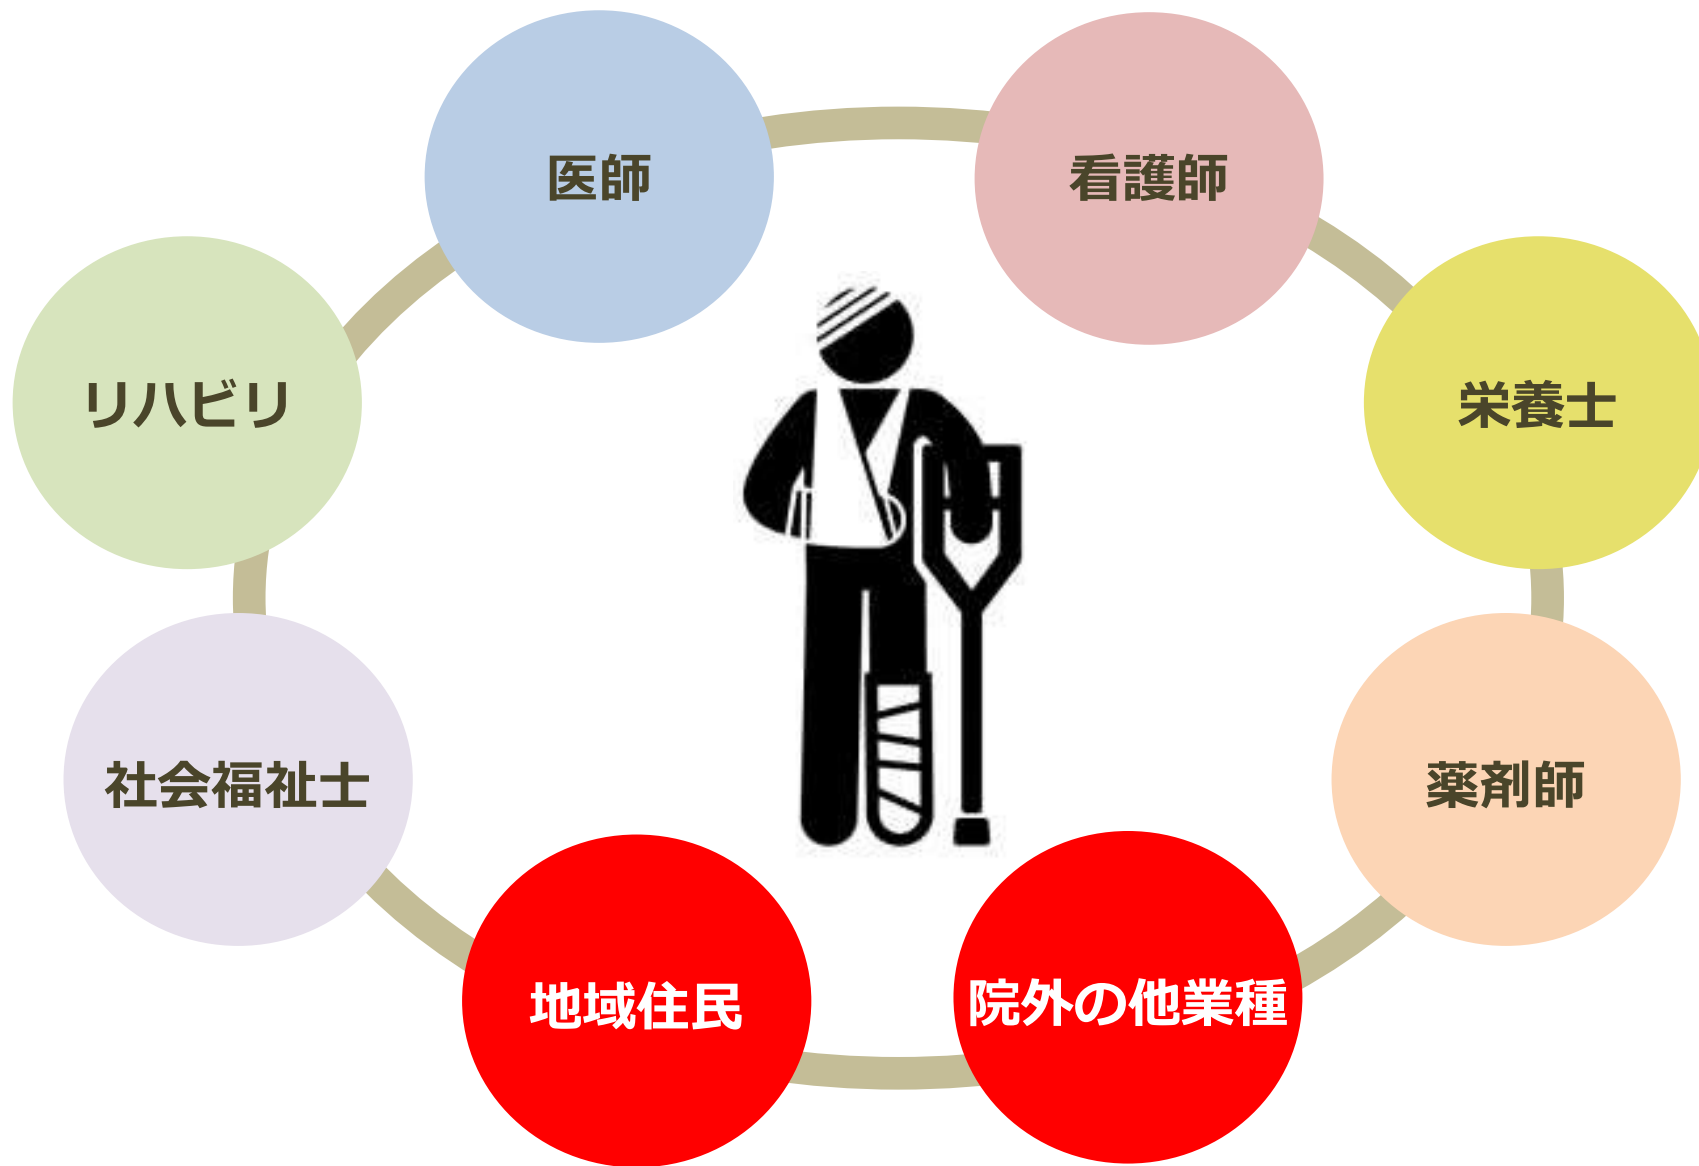 医師
看護師
リハビリ
栄養士
社会福祉士
薬剤師
地域住民
院外の他業種